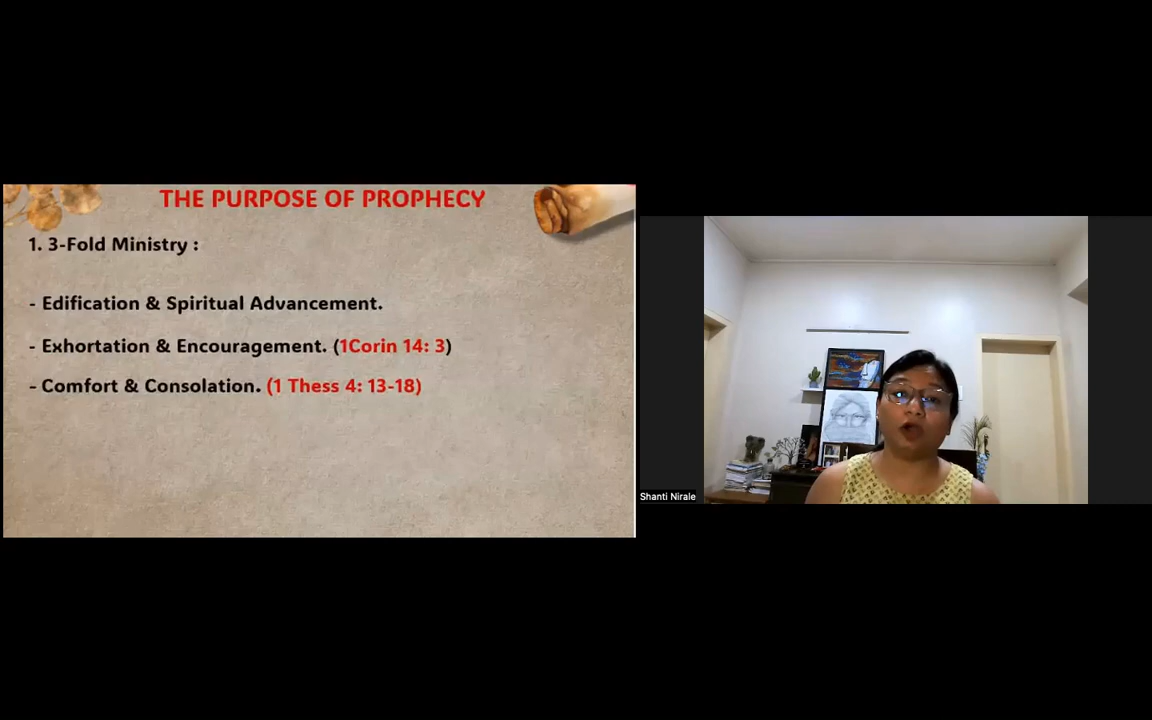 THE PURPOSE OF PROPHECY
1. 3-Fold Ministry :
- Edification & Spiritual Advancement.
- Exhortation & Encouragement. (1Corin 14: 3)
- Comfort & Consolation. (1 Thess 4: 13-18)
Shanti Nirale